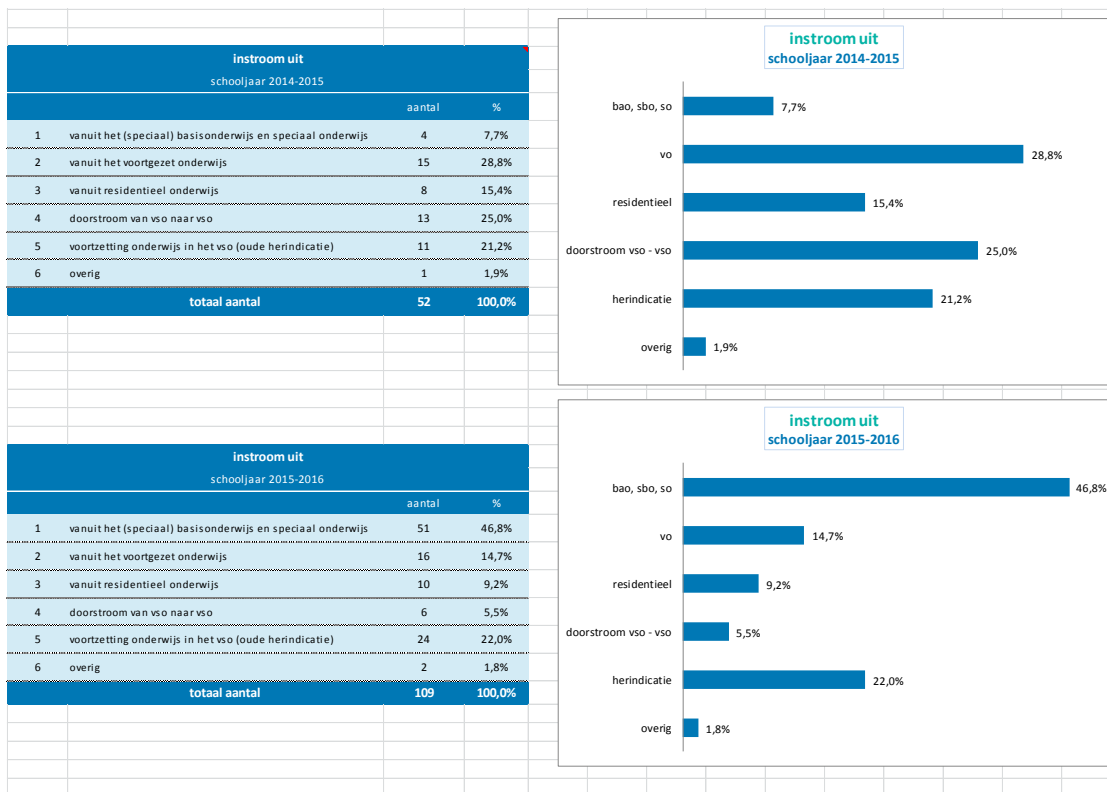 instroom uit
schooljaar 2014-2015
aantal %
1 vanuit het (speciaal) basisonderwijs en speciaal onderwijs 4 7,7%
2 vanuit het voortgezet onderwijs 15 28,8%
3 vanuit residentieel onderwijs 8 15,4%
4 doorstroom van vso naar vso 13 25,0%
5 voortzetting onderwijs in het vso (oude herindicatie) 11 21,2%
6 overig 1 1,9%
totaal aantal 52 100,0%
instroom uit
schooljaar 2014-2015
bao, sbo, so 7,7%
vo 28,8%
residentieel 15,4%
doorstroom vso - vso 25,0%
herindicatie 21,2%
overig 1,9%
instroom uit
schooljaar 2015-2016
aantal %
1 vanuit het (speciaal) basisonderwijs en speciaal onderwijs 51 46,8%
2 vanuit het voortgezet onderwijs 16 14,7%
3 vanuit residentieel onderwijs 10 9,2%
4 doorstroom van vso naar vso 6 5,5%
5 voortzetting onderwijs in het vso (oude herindicatie) 24 22,0%
6 overig 2 1,8%
totaal aantal 109 100,0%
instroom uit
schooljaar 2015-2016
bao, sbo, so 46,8%
vo 14,7%
residentieel 9,2%
doorstroom vso - vso 5,5%
herindicatie 22,0%
overig 1,8%